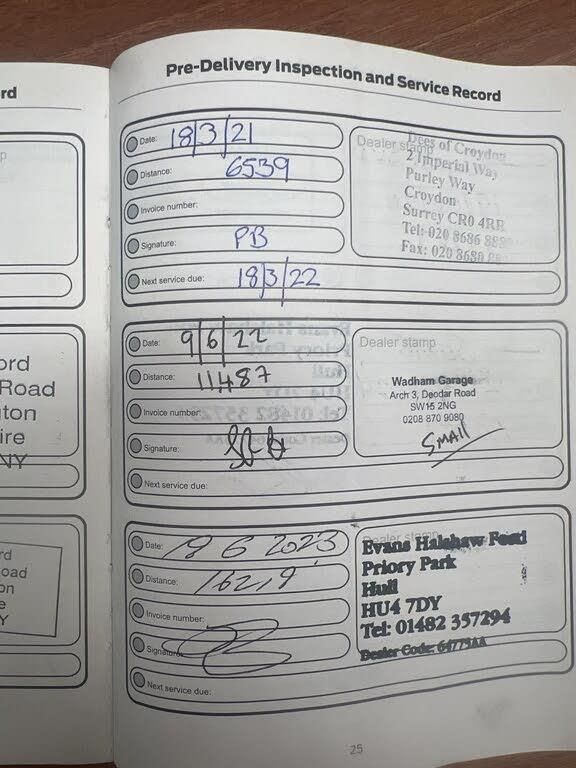 rd
Pre-Delivery Inspection and Service Record
p
Date: 18/3/21
Distance: 6539
Invoice number:
Signature: PB
Next service due: 18/3/22
Dealer stamp
Dees of Croydon
2 Imperial Way
Purley Way
Croydon
Surrey CR0 4RR
Tel: 020 8686
Fax: 020 8680
ord
Road
gton
ire
NY
Date: 9/6/22
Distance: 11487
Invoice number:
Signature:
Next service due:
Dealer stamp
Wadham Garage
Arch 3, Deodar Road
SW15 2NG
0208 870 9080
SMALL
rd
oad
on
e
Y
Date: 19 6 2023
Distance:
Invoice number:
Signature:
Next service due:
Dealer stamp
Evans Halshaw Ford
Priory Park
Hull
HU4 7DY
Tel: 01482 357294
Dealer Code: 64775AA
25